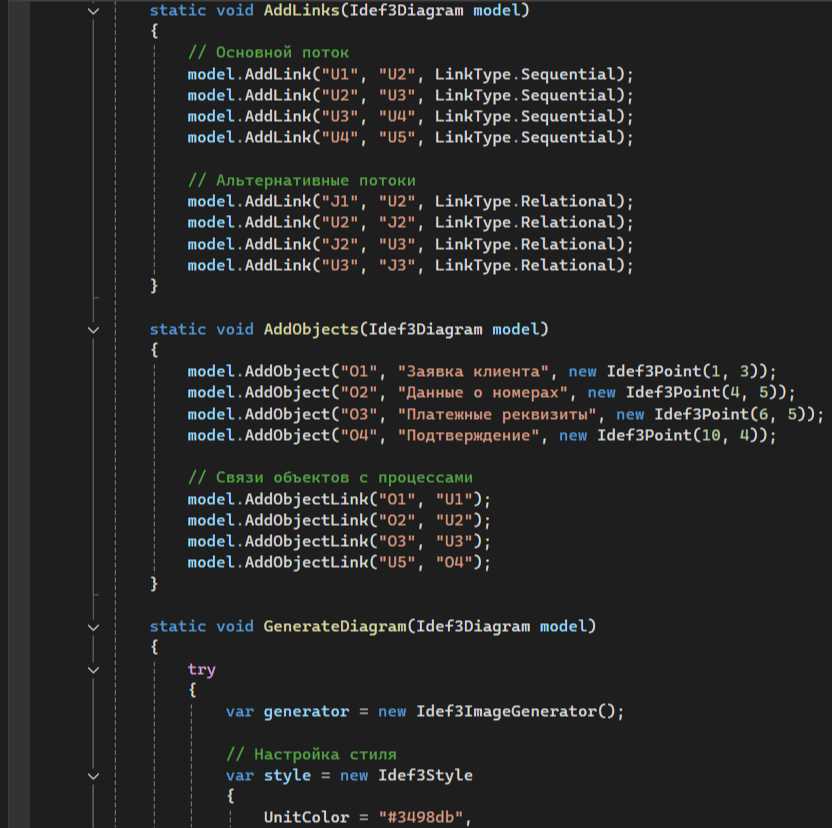 static void AddLinks(Idef3Diagram model)
{
// Основной поток
model.AddLink("U1", "U2", LinkType.Sequential);
model.AddLink("U2", "U3", LinkType.Sequential);
model.AddLink("U3", "U4", LinkType.Sequential);
model.AddLink("U4", "U5", LinkType.Sequential);
// Альтернативные потоки
model.AddLink("J1", "U2", LinkType.Relational);
model.AddLink("U2", "J2", LinkType.Relational);
model.AddLink("J2", "U3", LinkType.Relational);
model.AddLink("U3", "J3", LinkType.Relational);
}
static void AddObjects(Idef3Diagram model)
{
model.AddObject("O1", "Заявка клиента", new Idef3Point(1, 3));
model.AddObject("O2", "Данные о номерах", new Idef3Point(4, 5));
model.AddObject("O3", "Платежные реквизиты", new Idef3Point(6, 5));
model.AddObject("O4", "Подтверждение", new Idef3Point(10, 4));
// Связи объектов с процессами
model.AddObjectLink("O1", "U1");
model.AddObjectLink("O2", "U2");
model.AddObjectLink("O3", "U3");
model.AddObjectLink("U5", "O4");
}
static void GenerateDiagram(Idef3Diagram model)
{
try
{
var generator = new Idef3ImageGenerator();
// Настройка стиля
var style = new Idef3Style
{
UnitColor = "#3498db",